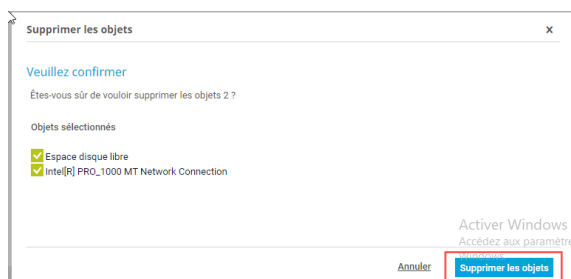 Supprimer les objets x
Veuillez confirmer
Êtes-vous sûr de vouloir supprimer les objets 2 ?
Objets sélectionnés
Espace disque libre
Intel[R] PRO_1000 MT Network Connection
Activer Windows
Accédez aux paramètre
Windows
Annuler Supprimer les objets